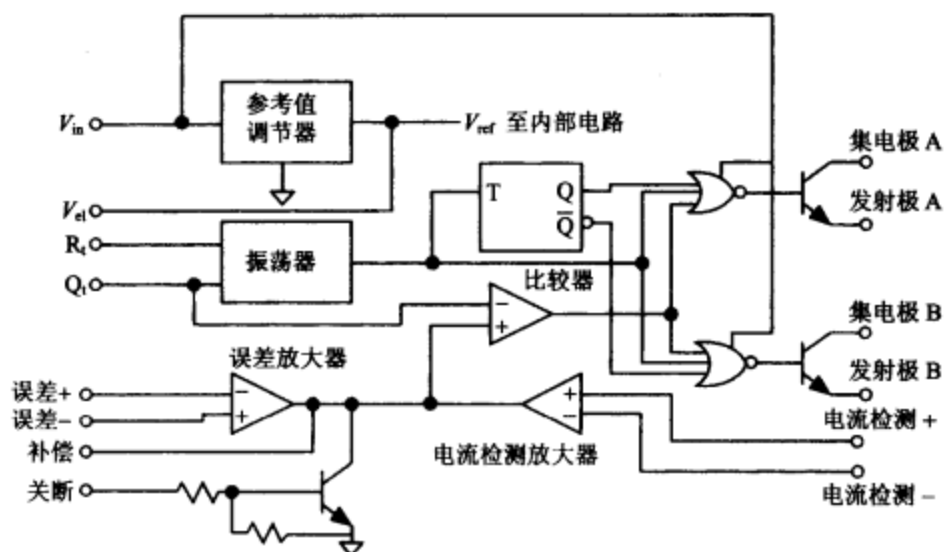 参考值
调节器
Vin
Vref 至内部电路
Vel
Rt
Qt
振荡器
T
Q
Q̅
比较器
集电极 A
发射极 A
集电极 B
发射极 B
误差放大器
误差+
误差−
补偿
关断
电流检测放大器
电流检测 +
电流检测 −
−
+
−
+
+
−